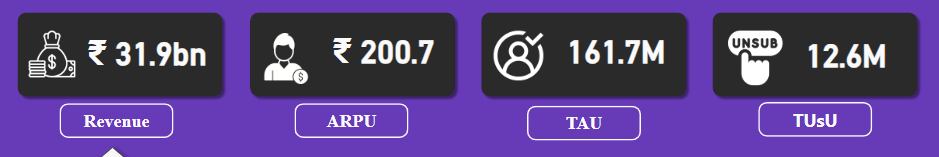 ₹ 31.9bn
Revenue
₹ 200.7
ARPU
161.7M
TAU
UNSUB
12.6M
TUsU